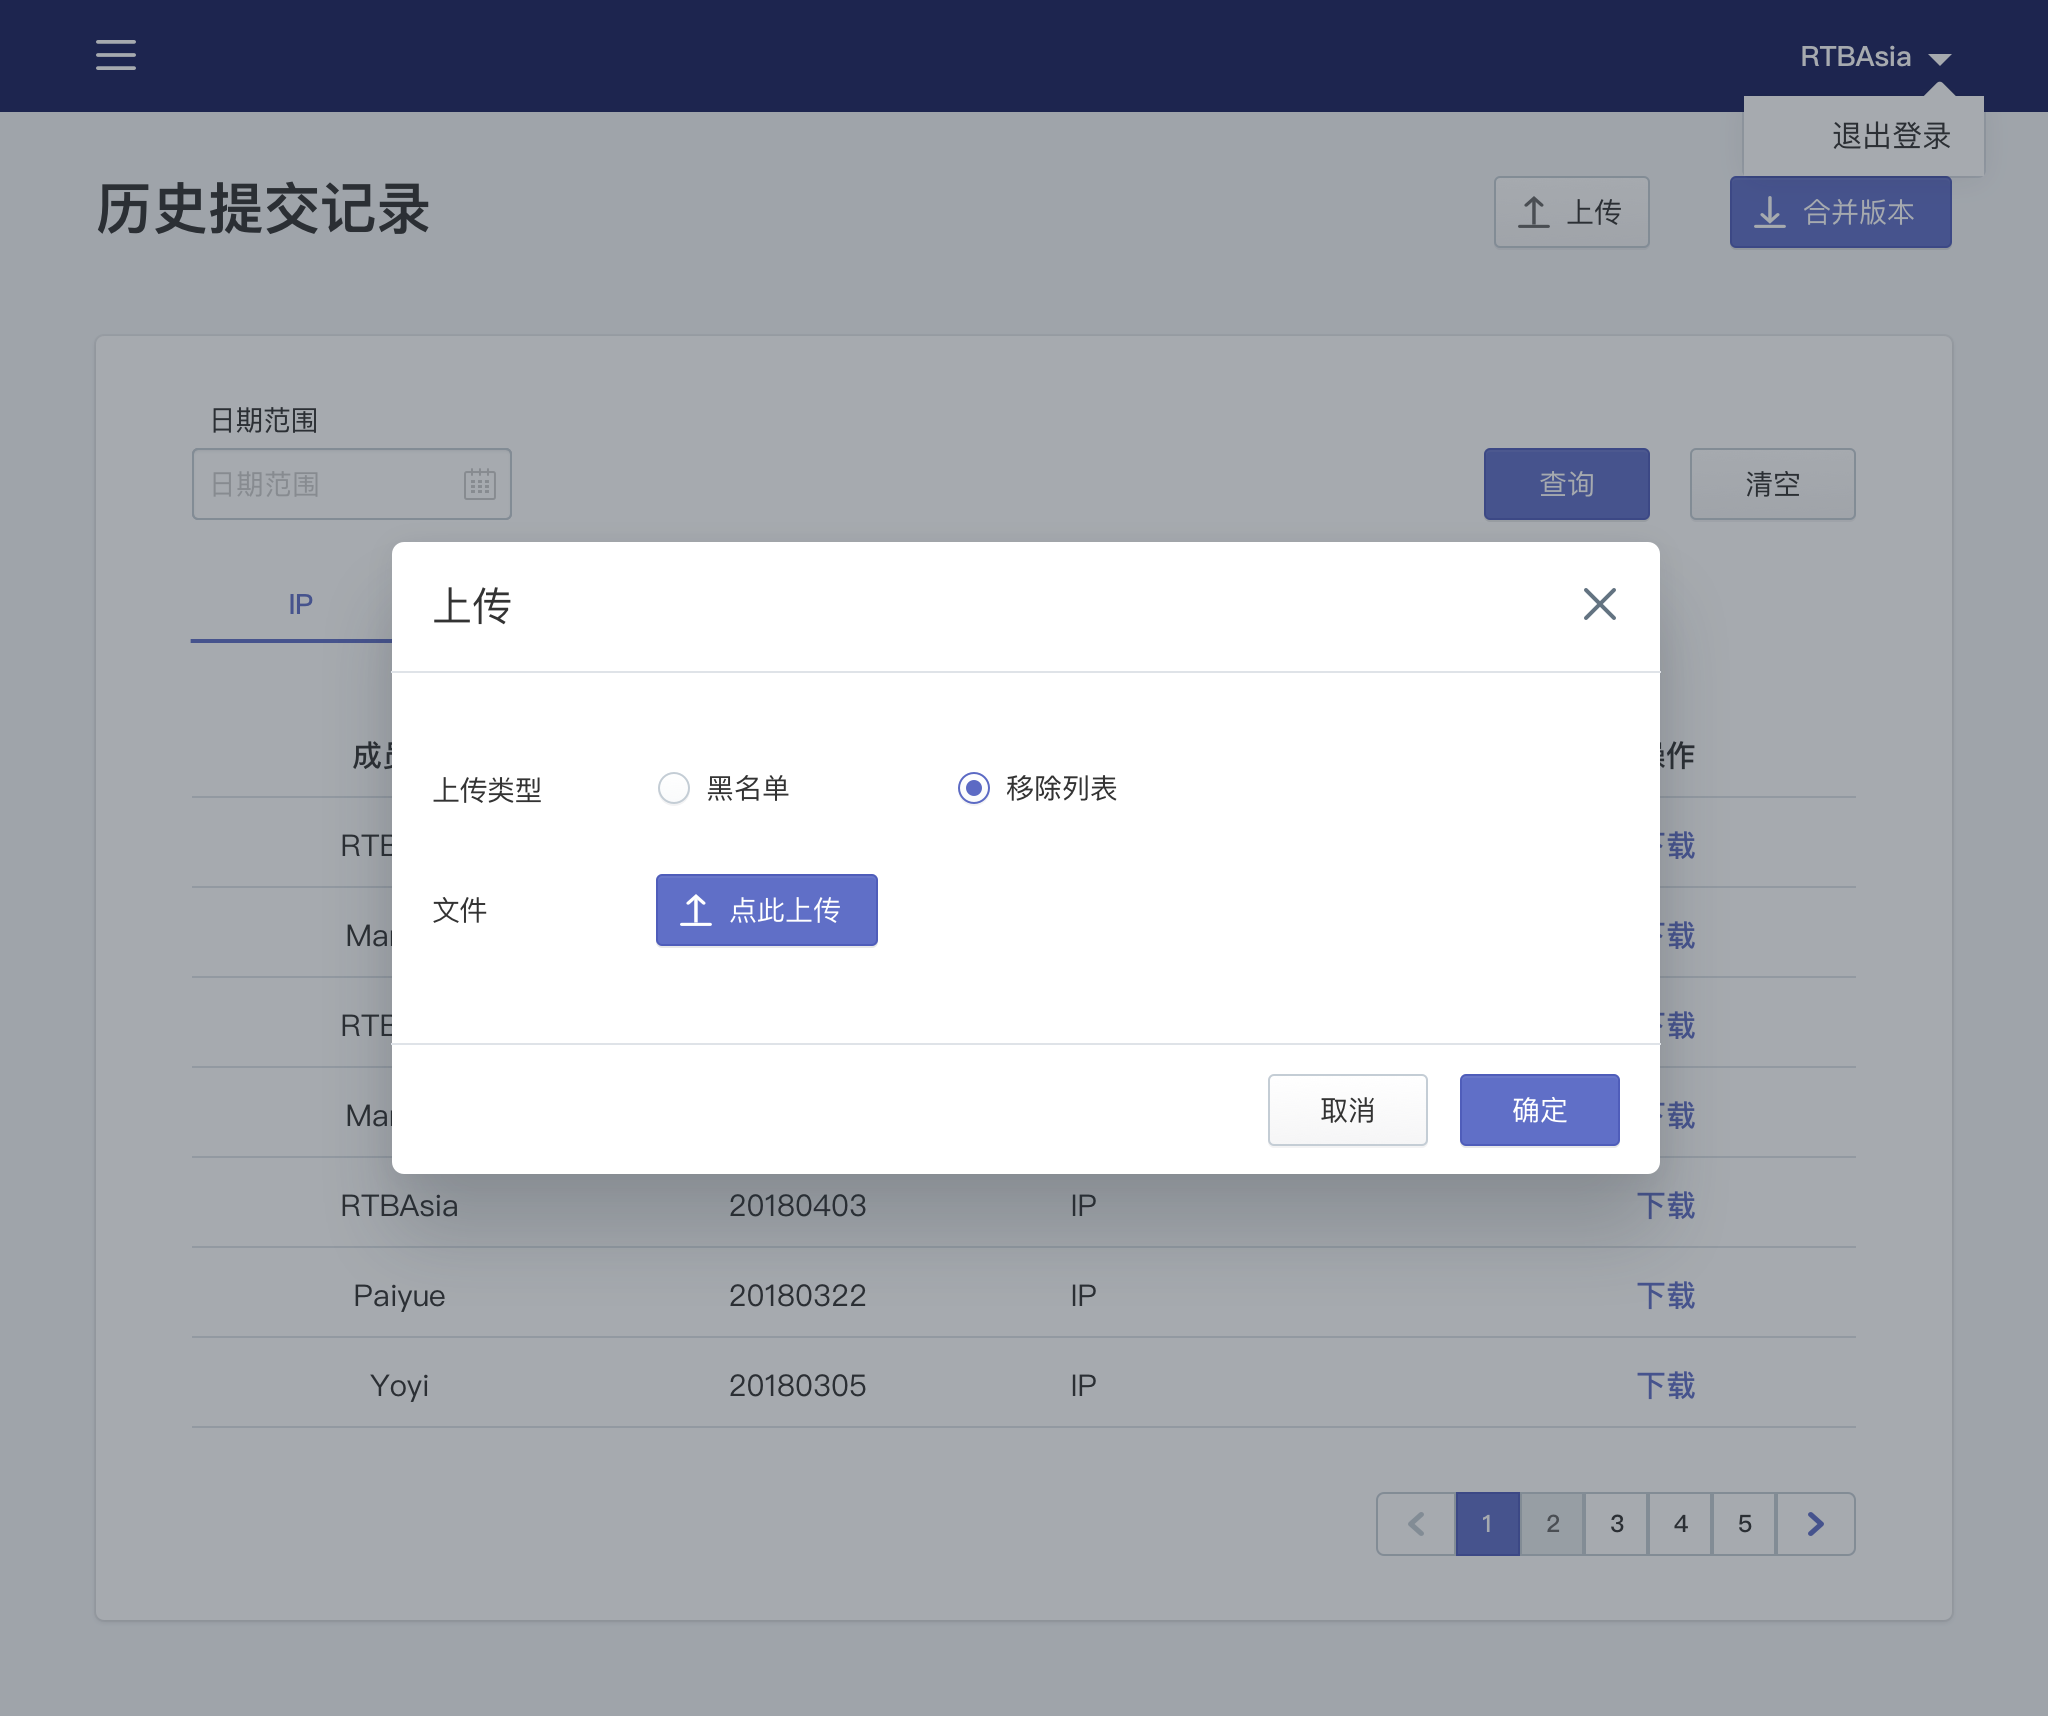 RTBAsia
退出登录
历史提交记录
上传
合并版本
日期范围
日期范围
查询
清空
IP
上传
成
作
上传类型
黑名单
移除列表
载
文件
点此上传
载
载
取消
确定
载
RTBAsia 20180403 IP 下载
Paiyue 20180322 IP 下载
Yoyi 20180305 IP 下载
1 2 3 4 5